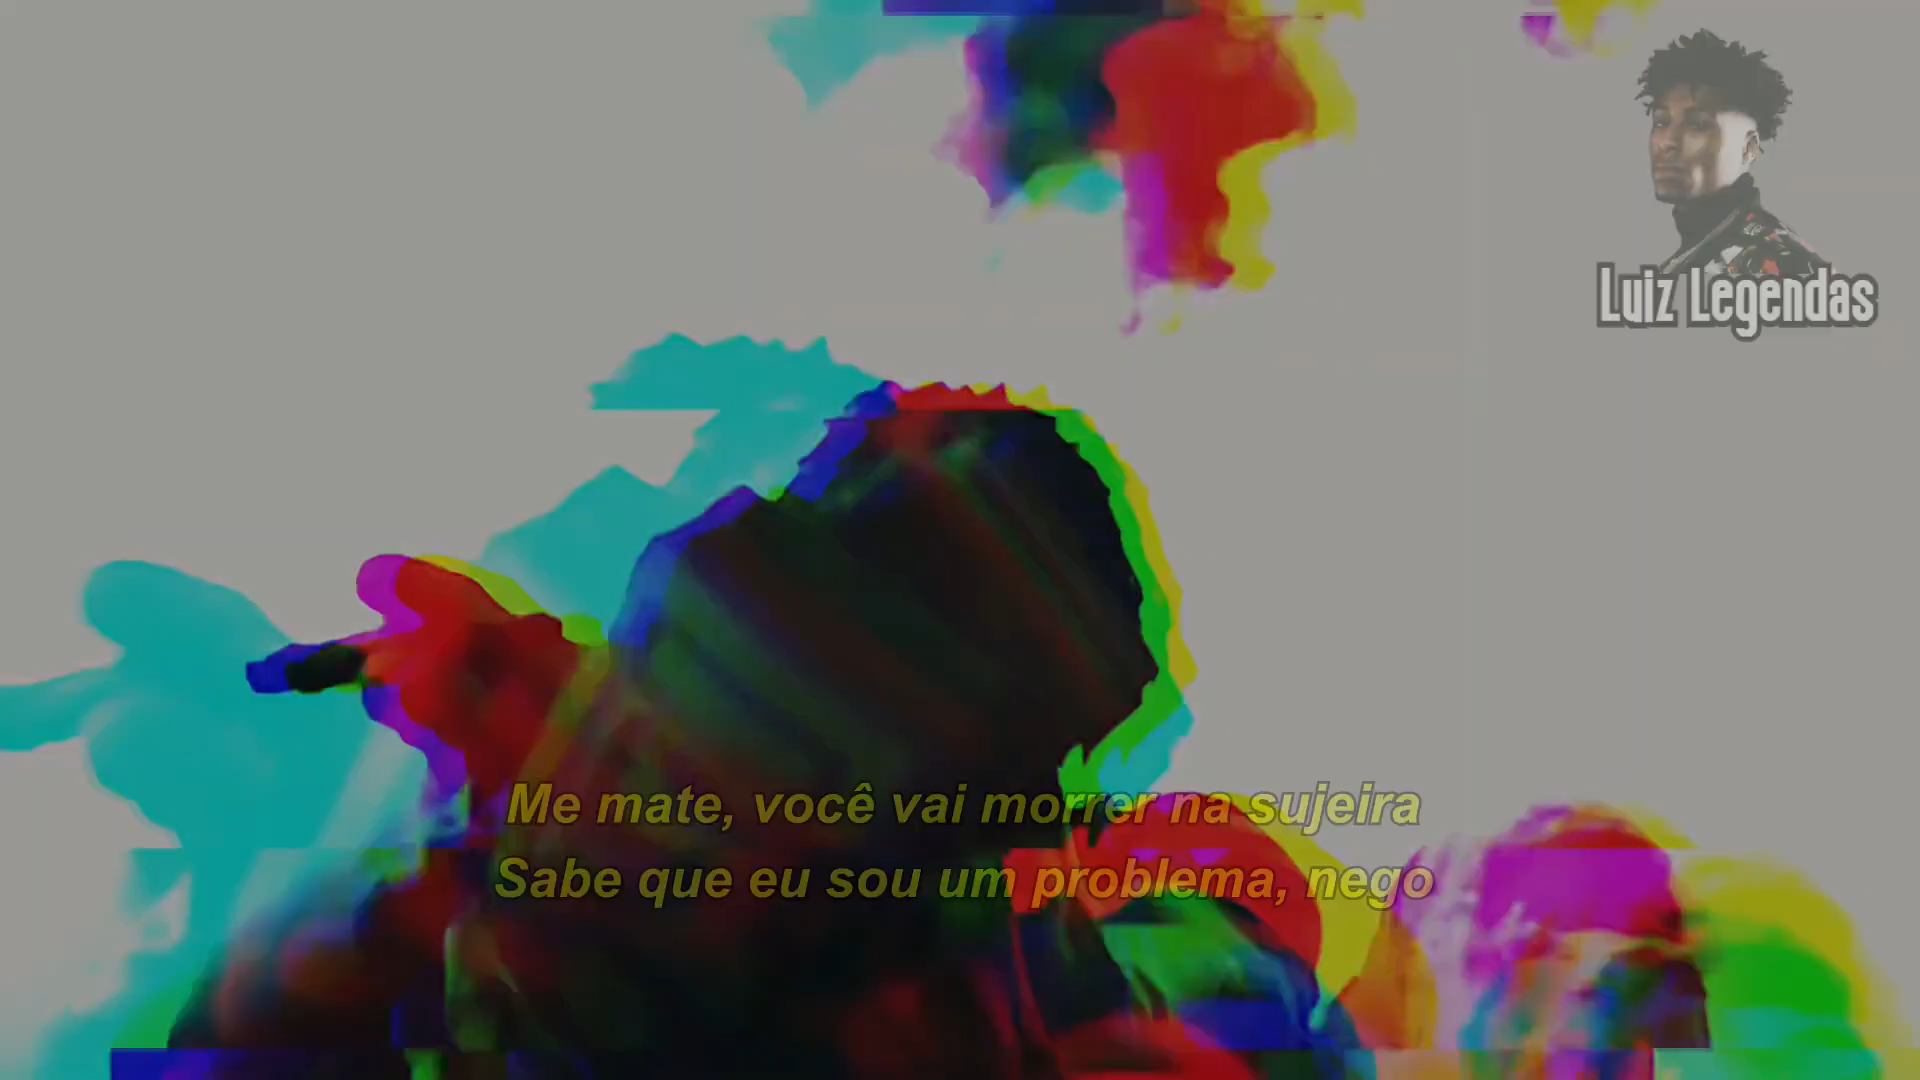 Luiz Legendas
Me mate, você vai morrer na sujeira
Sabe que eu sou um problema, nego